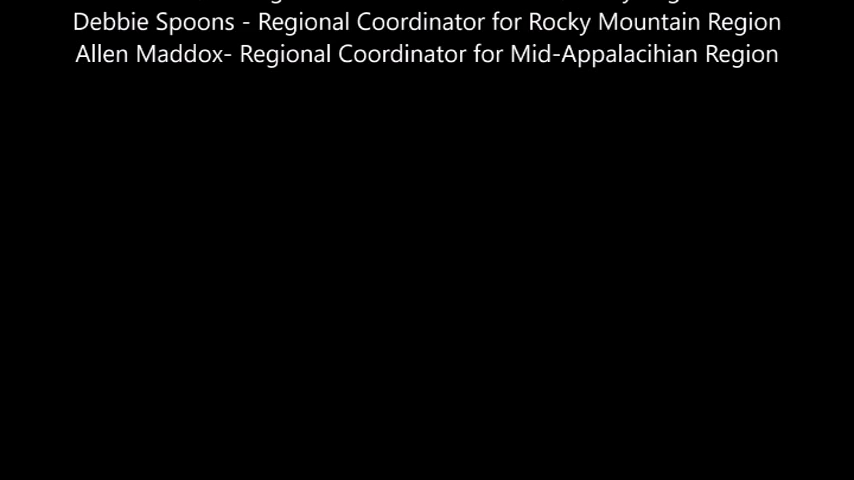 Debbie Spoons - Regional Coordinator for Rocky Mountain Region
Allen Maddox- Regional Coordinator for Mid-Appalacihian Region